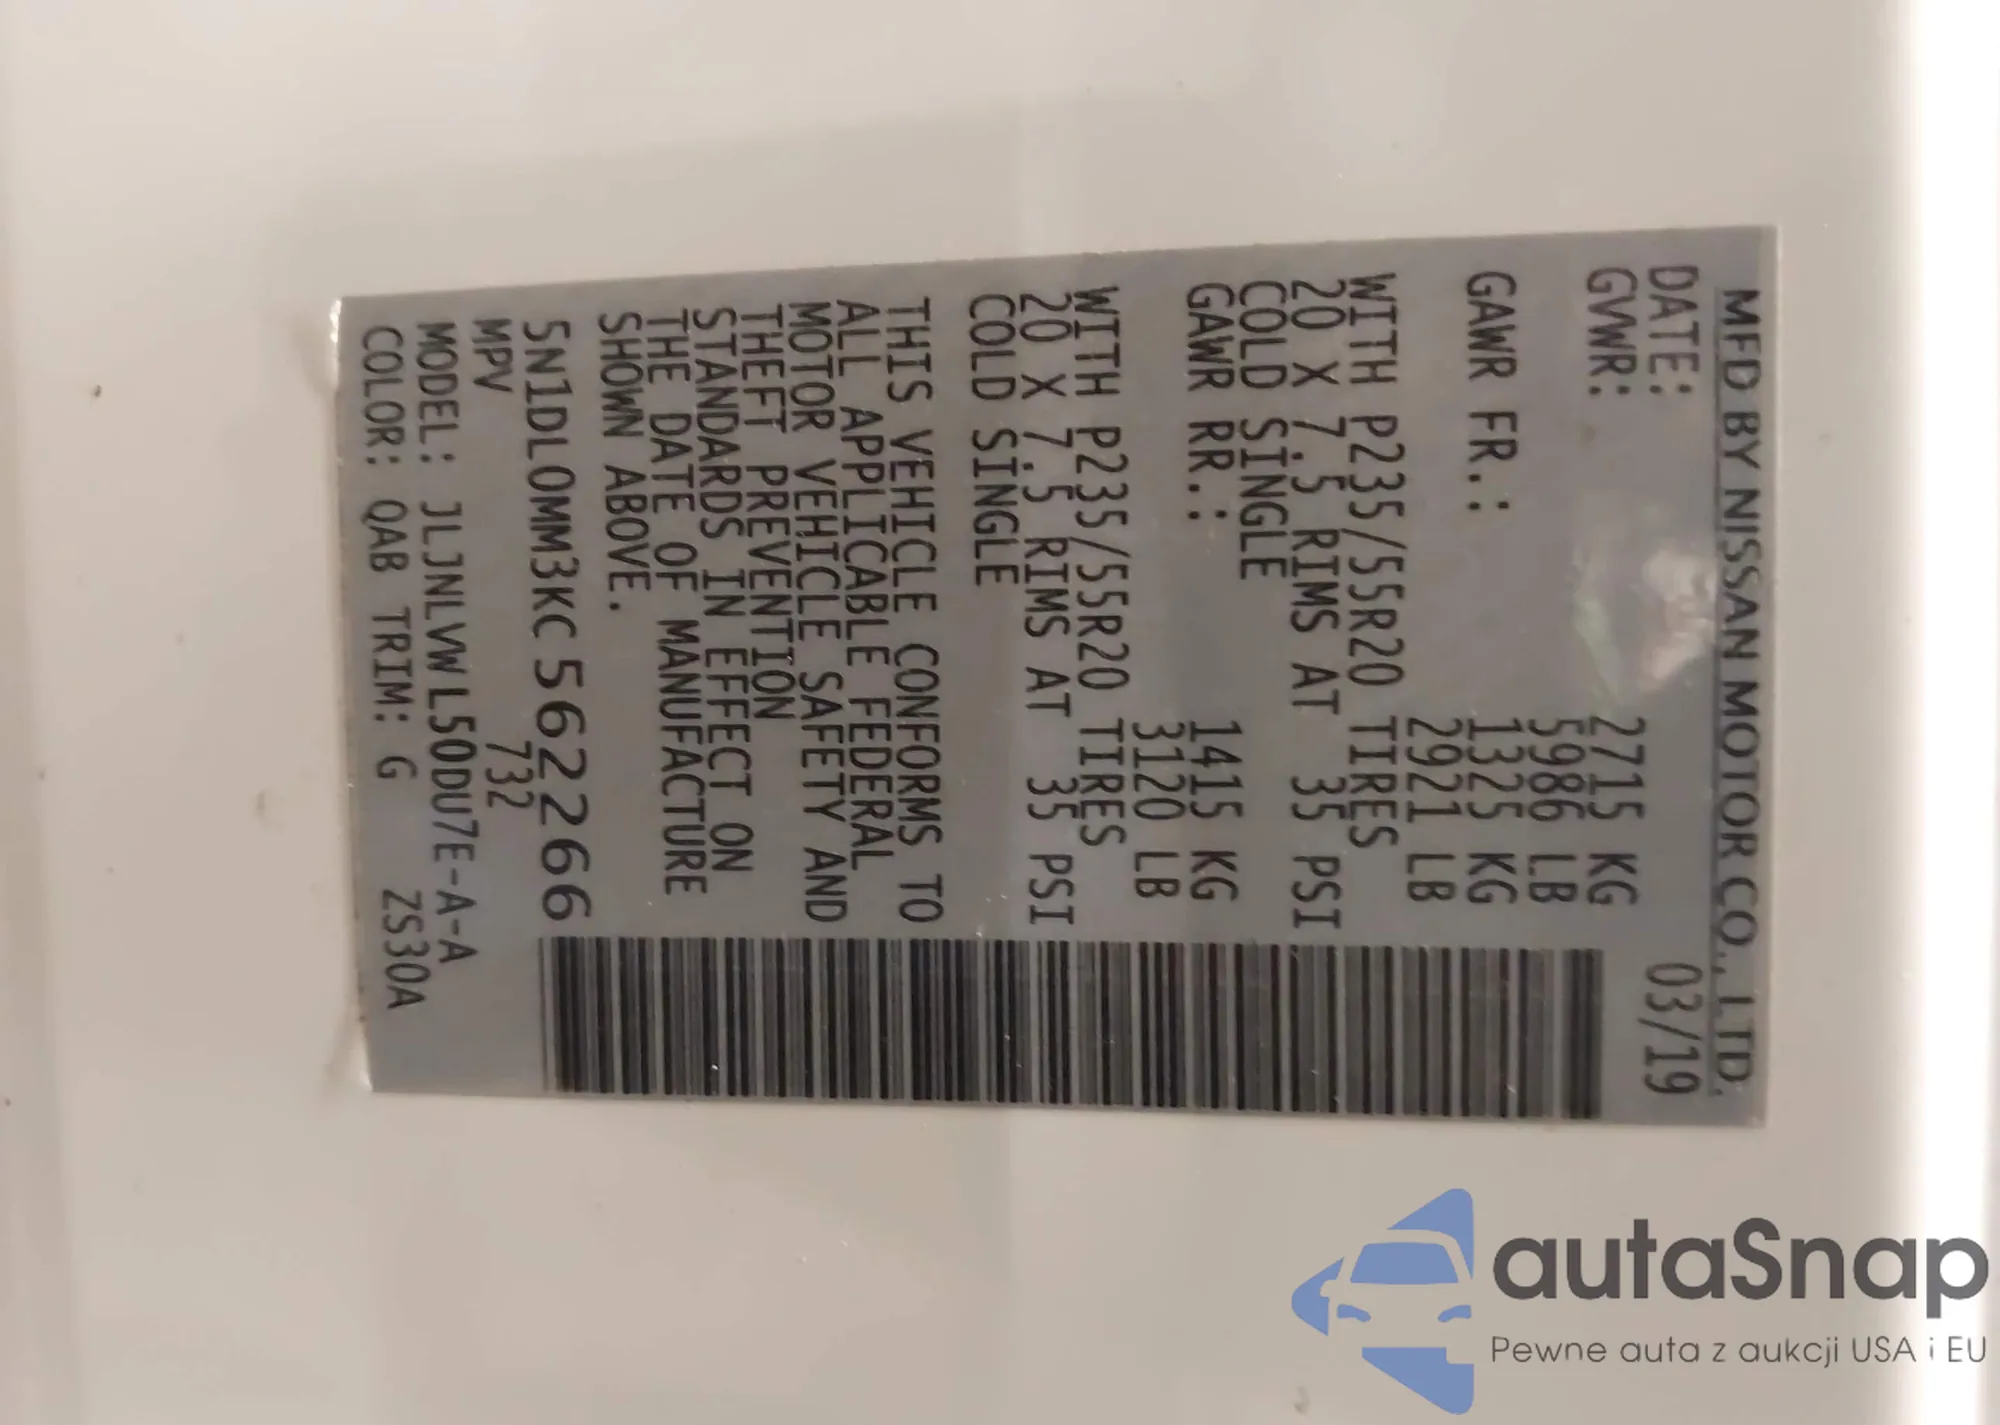 MFD BY NISSAN MOTOR CO., LTD.
DATE: 03/19
GVWR: 2715 KG
5986 LB
GAWR FR.: 1325 KG
2921 LB
WITH P235/55R20 TIRES
20 X 7.5 RIMS AT 35 PSI
COLD SINGLE
GAWR RR.: 1415 KG
3120 LB
WITH P235/55R20 TIRES
20 X 7.5 RIMS AT 35 PSI
COLD SINGLE
THIS VEHICLE CONFORMS TO
ALL APPLICABLE FEDERAL
MOTOR VEHICLE SAFETY AND
THEFT PREVENTION
STANDARDS IN EFFECT ON
THE DATE OF MANUFACTURE
SHOWN ABOVE.
5N1DL0MM3KC562266
MPV 732
MODEL: JLJNLVWL50DU7E-A-A
COLOR: QAB TRIM: G ZS30A
autaSnap
Pewne auta z aukcji USA i EU